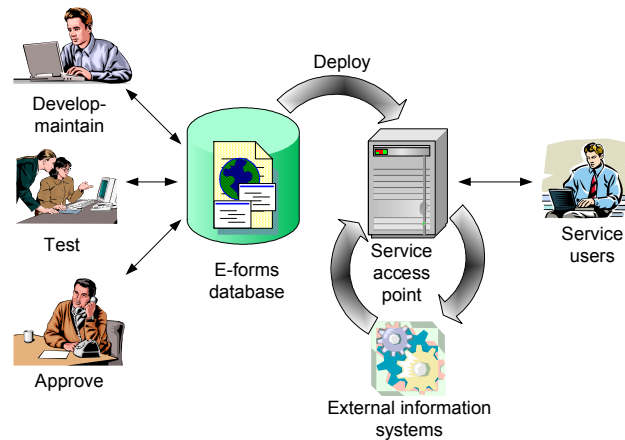 Deploy
Develop-
maintain
Test
Approve
E-forms
database
Service
access
point
Service
users
External information
systems